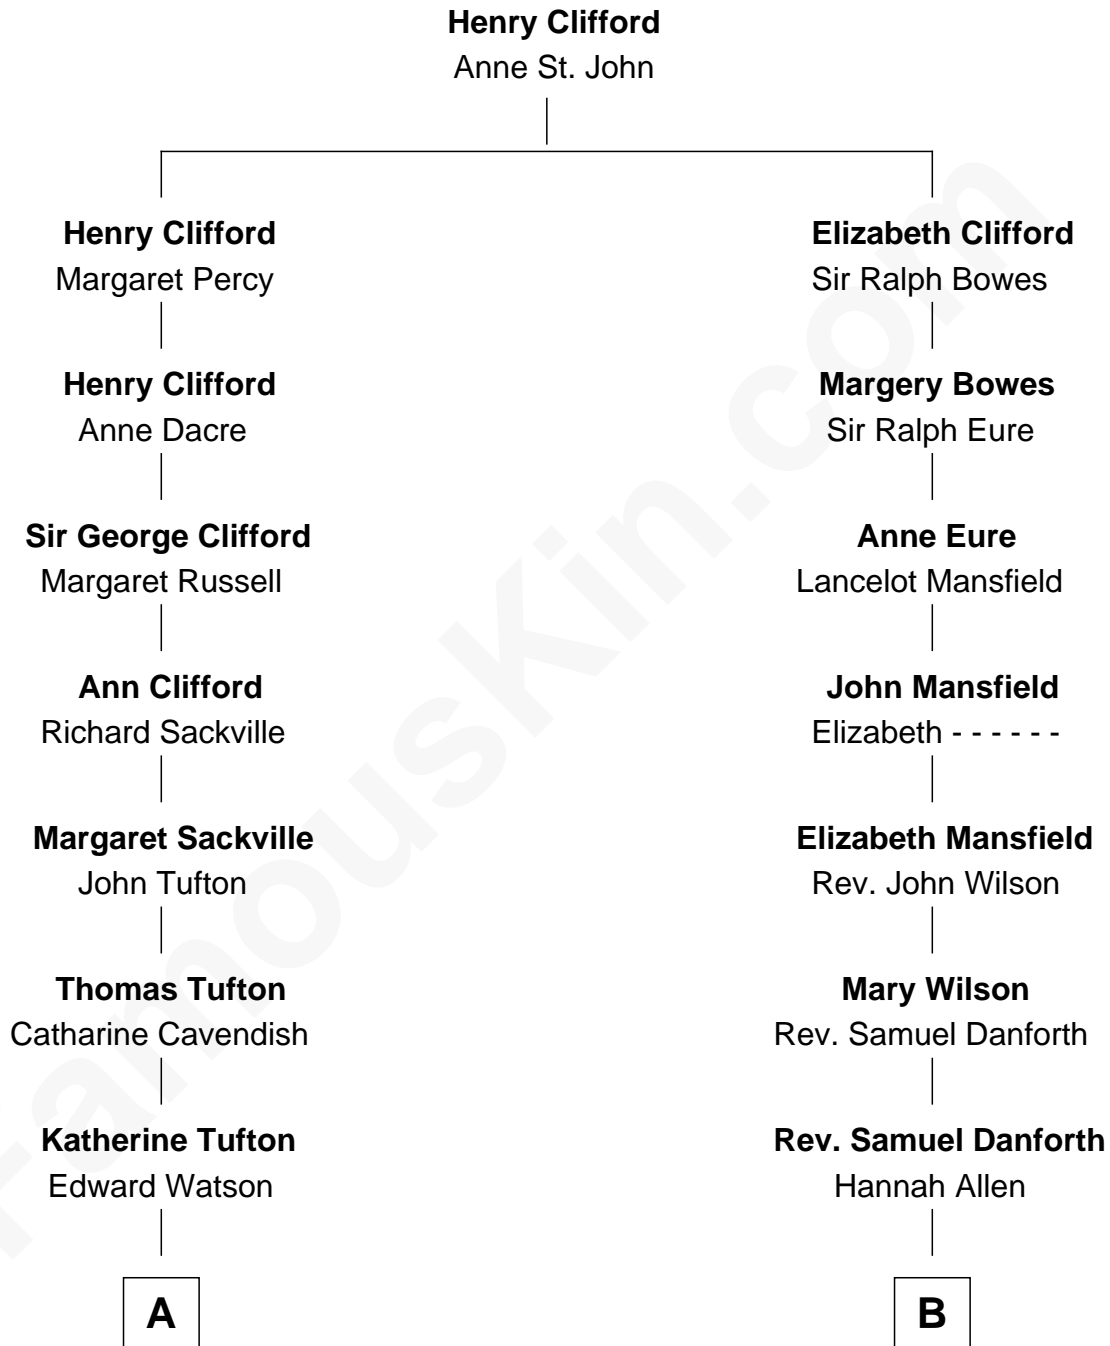 Henry Clifford
Anne St. John
Henry Clifford
Margaret Percy
Elizabeth Clifford
Sir Ralph Bowes
Henry Clifford
Anne Dacre
Margery Bowes
Sir Ralph Eure
Sir George Clifford
Margaret Russell
Anne Eure
Lancelot Mansfield
Ann Clifford
Richard Sackville
John Mansfield
Elizabeth - - - - - -
Margaret Sackville
John Tufton
Elizabeth Mansfield
Rev. John Wilson
Thomas Tufton
Catharine Cavendish
Mary Wilson
Rev. Samuel Danforth
Katherine Tufton
Edward Watson
Rev. Samuel Danforth
Hannah Allen
A
B
FamousKin.com